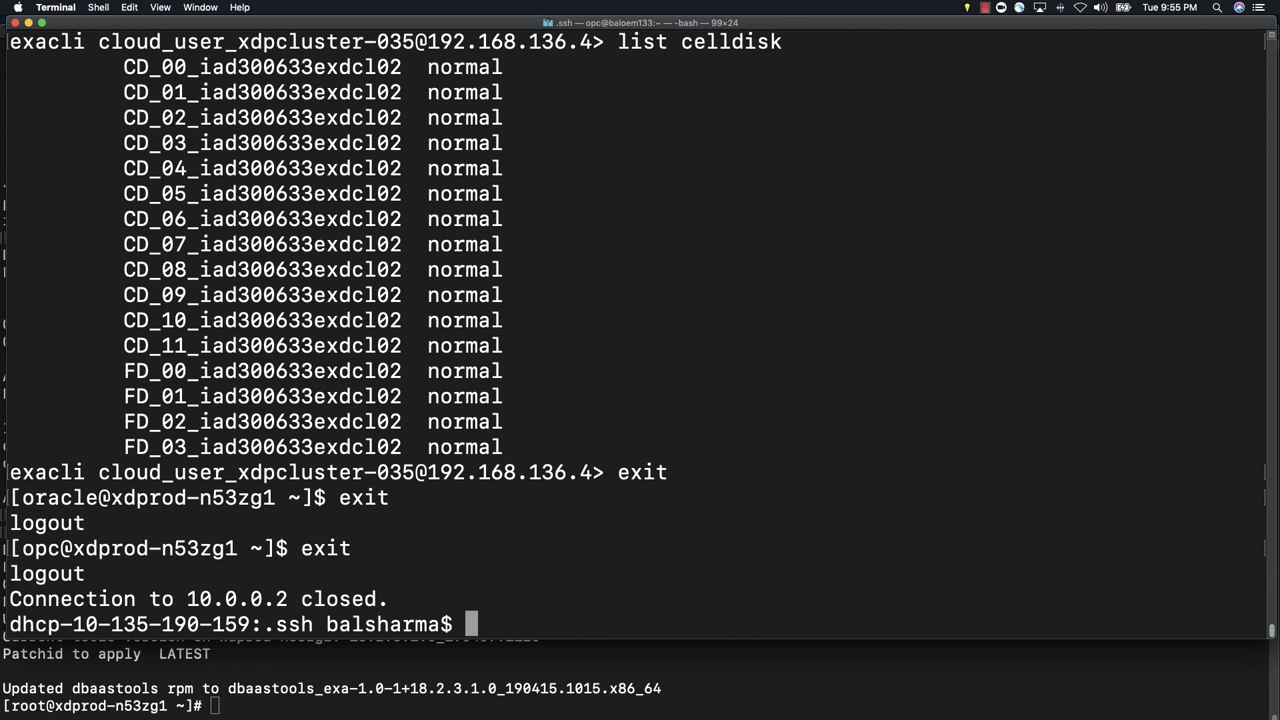 Terminal Shell Edit View Window Help Tue 9:55 PM
.ssh — opc@baloem133:~ — -bash — 99×24
exacli cloud_user_xdpcluster-035@192.168.136.4> list celldisk
CD_00_iad300633exdcl02 normal
CD_01_iad300633exdcl02 normal
CD_02_iad300633exdcl02 normal
CD_03_iad300633exdcl02 normal
CD_04_iad300633exdcl02 normal
CD_05_iad300633exdcl02 normal
CD_06_iad300633exdcl02 normal
CD_07_iad300633exdcl02 normal
CD_08_iad300633exdcl02 normal
CD_09_iad300633exdcl02 normal
CD_10_iad300633exdcl02 normal
CD_11_iad300633exdcl02 normal
FD_00_iad300633exdcl02 normal
FD_01_iad300633exdcl02 normal
FD_02_iad300633exdcl02 normal
FD_03_iad300633exdcl02 normal
exacli cloud_user_xdpcluster-035@192.168.136.4> exit
[oracle@xdprod-n53zg1 ~]$ exit
logout
[opc@xdprod-n53zg1 ~]$ exit
logout
Connection to 10.0.0.2 closed.
dhcp-10-135-190-159:.ssh balsharma$
Patchid to apply LATEST
Updated dbaastools rpm to dbaastools_exa-1.0-1+18.2.3.1.0_190415.1015.x86_64
[root@xdprod-n53zg1 ~]#